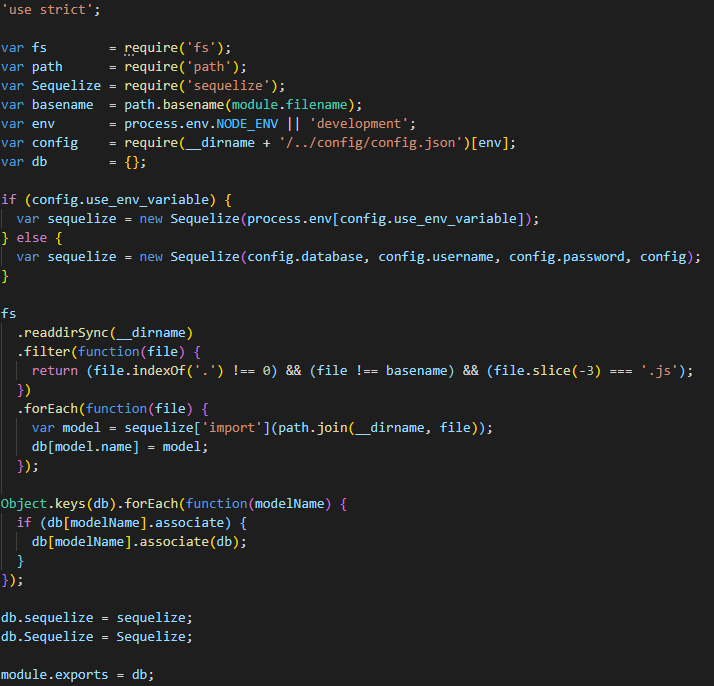 'use strict';

var fs        = require('fs');
var path      = require('path');
var Sequelize = require('sequelize');
var basename  = path.basename(module.filename);
var env       = process.env.NODE_ENV || 'development';
var config    = require(__dirname + '/../config/config.json')[env];
var db        = {};

if (config.use_env_variable) {
  var sequelize = new Sequelize(process.env[config.use_env_variable]);
} else {
  var sequelize = new Sequelize(config.database, config.username, config.password, config);
}

fs
  .readdirSync(__dirname)
  .filter(function(file) {
    return (file.indexOf('.') !== 0) && (file !== basename) && (file.slice(-3) === '.js');
  })
  .forEach(function(file) {
    var model = sequelize['import'](path.join(__dirname, file));
    db[model.name] = model;
  });

Object.keys(db).forEach(function(modelName) {
  if (db[modelName].associate) {
    db[modelName].associate(db);
  }
});

db.sequelize = sequelize;
db.Sequelize = Sequelize;

module.exports = db;